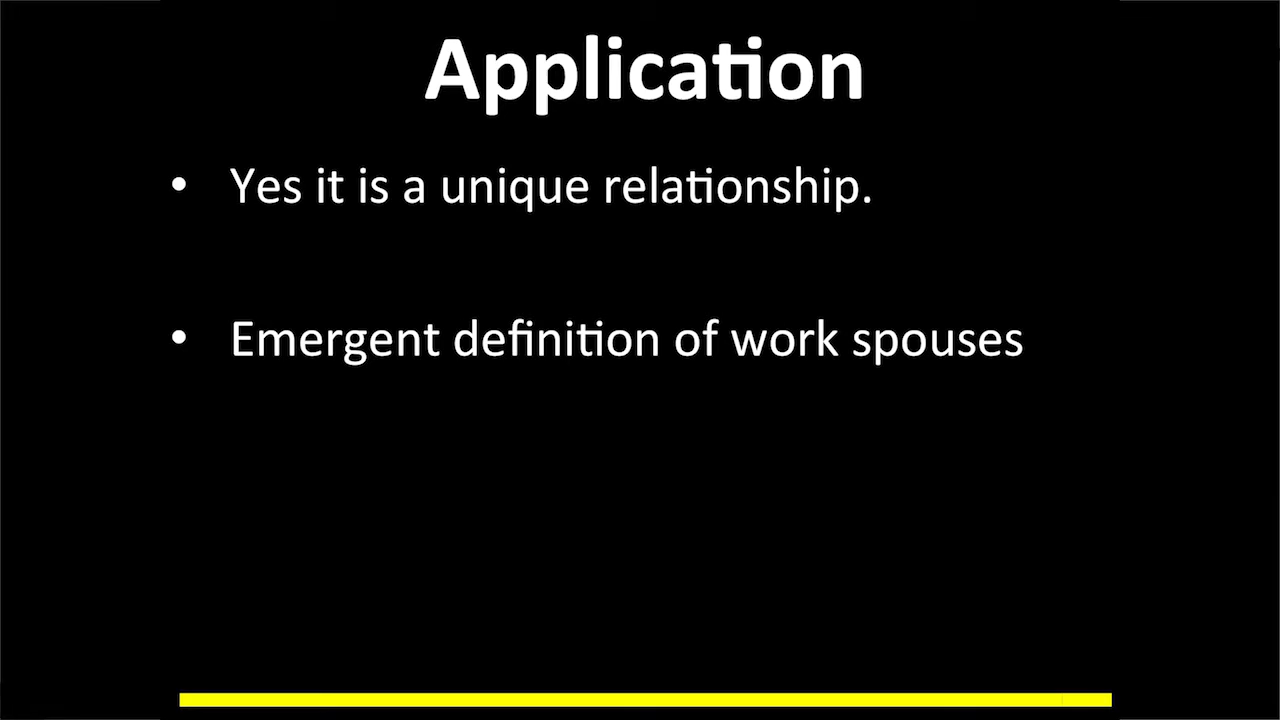 Application
• Yes it is a unique relationship.
• Emergent definition of work spouses